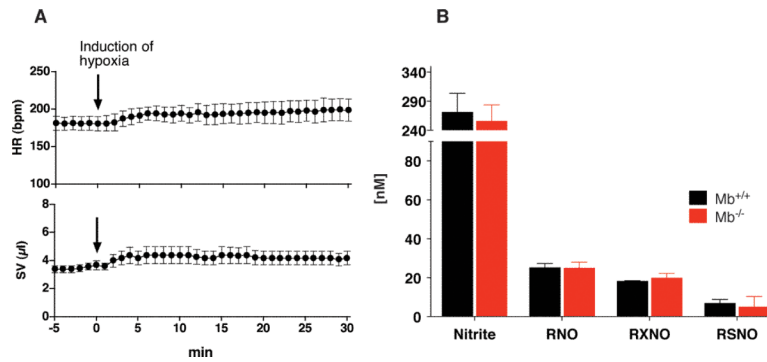 A
Induction of
hypoxia
250
200
150
100
HR (bpm)
8
6
4
2
0
SV (µl)
-5 0 5 10 15 20 25 30
min
B
340
290
240
80
60
40
20
0
[nM]
Mb+/+
Mb-/-
Nitrite RNO RXNO RSNO